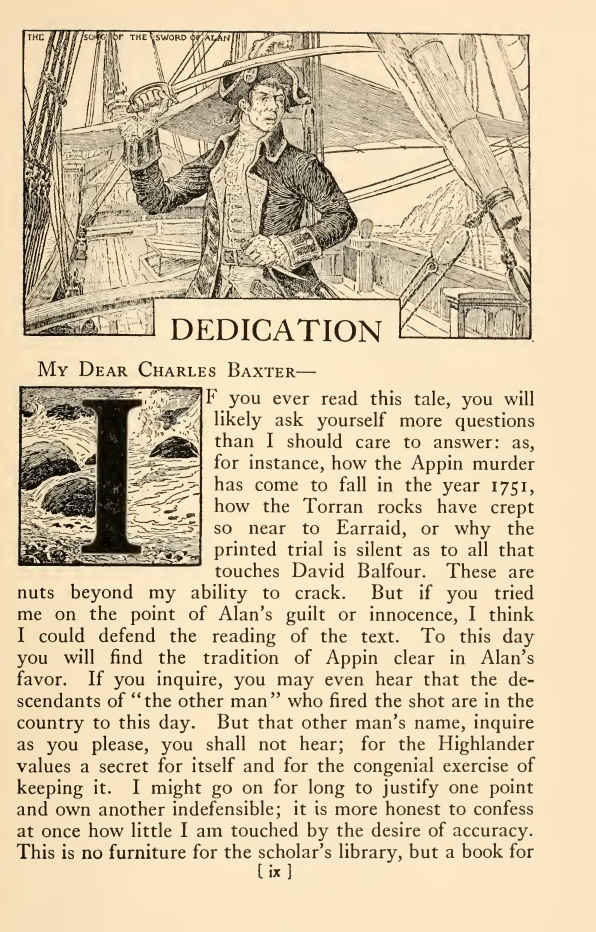 THE SONG OF THE SWORD OF ALAN
DEDICATION
My Dear Charles Baxter—
IF you ever read this tale, you will
likely ask yourself more questions
than I should care to answer: as,
for instance, how the Appin murder
has come to fall in the year 1751,
how the Torran rocks have crept
so near to Earraid, or why the
printed trial is silent as to all that
touches David Balfour. These are
nuts beyond my ability to crack. But if you tried
me on the point of Alan's guilt or innocence, I think
I could defend the reading of the text. To this day
you will find the tradition of Appin clear in Alan's
favor. If you inquire, you may even hear that the de-
scendants of "the other man" who fired the shot are in the
country to this day. But that other man's name, inquire
as you please, you shall not hear; for the Highlander
values a secret for itself and for the congenial exercise of
keeping it. I might go on for long to justify one point
and own another indefensible; it is more honest to confess
at once how little I am touched by the desire of accuracy.
This is no furniture for the scholar's library, but a book for
[ ix ]